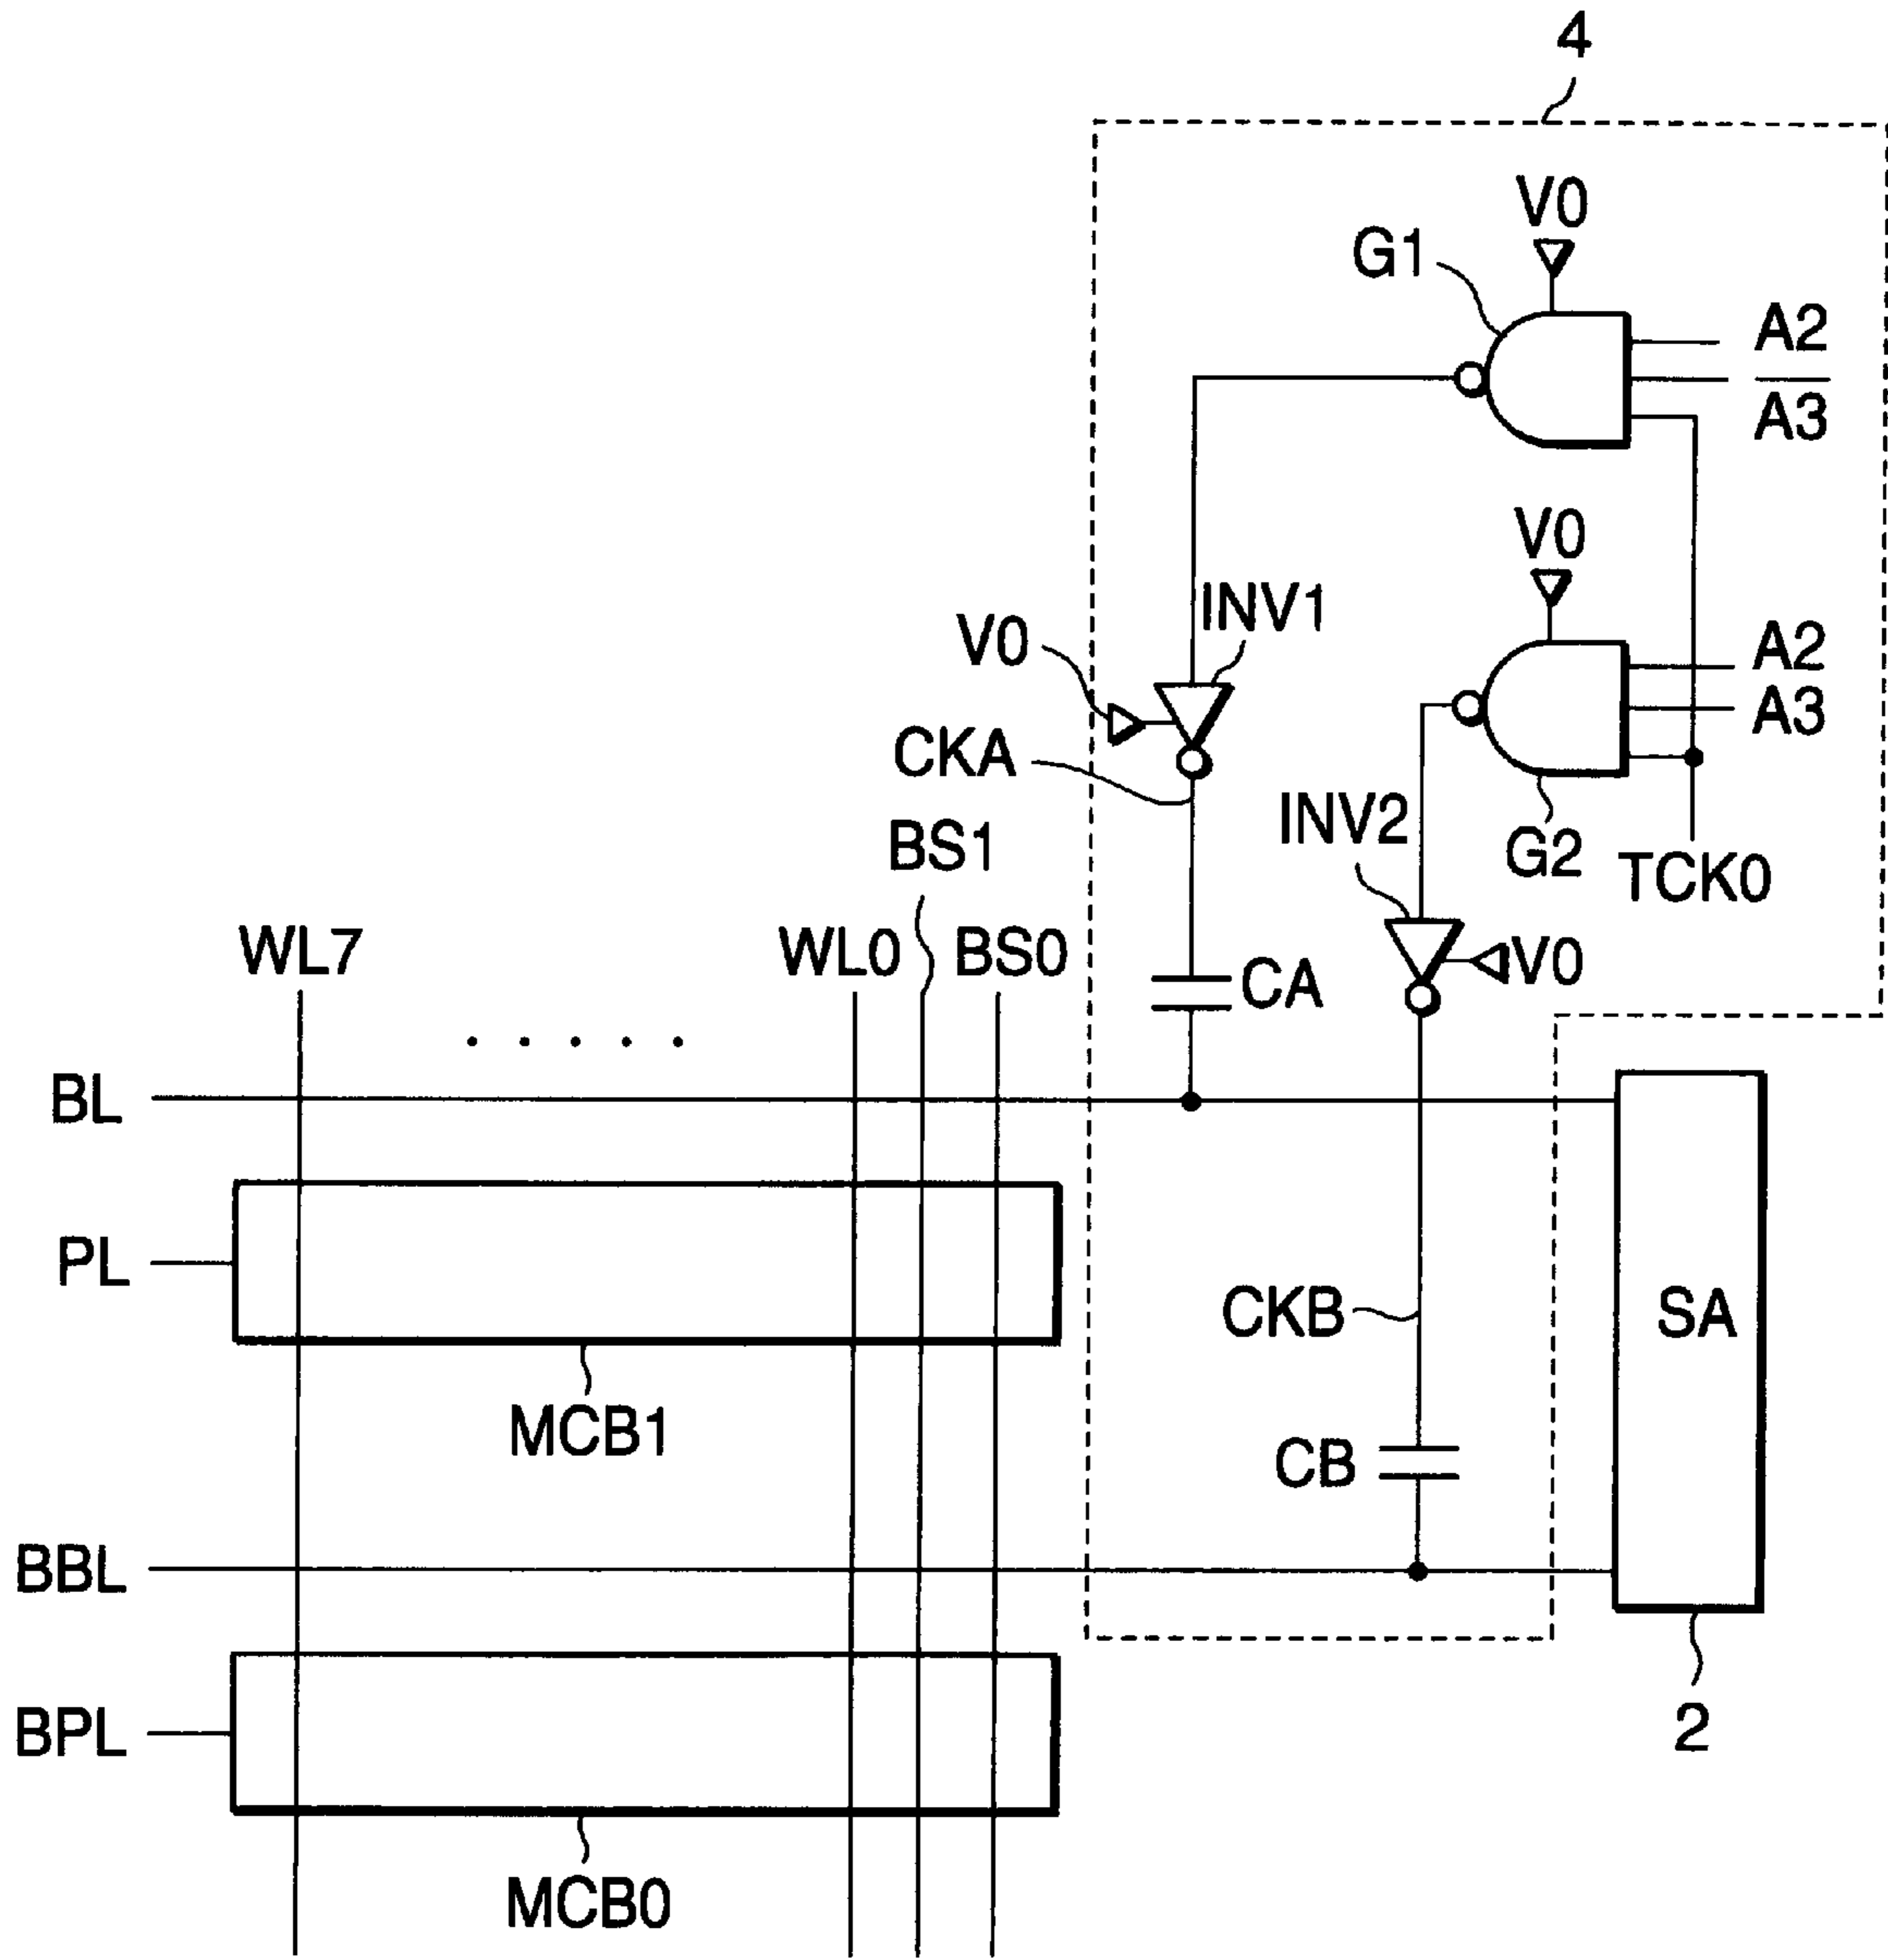 4
V0
G1
A2
A3
V0
INV1
V0
A2
A3
CKA
INV2
BS1
G2
TCK0
WL7
WL0
BS0
CA
V0
. . . . .
BL
PL
CKB
SA
MCB1
CB
BBL
BPL
2
MCB0